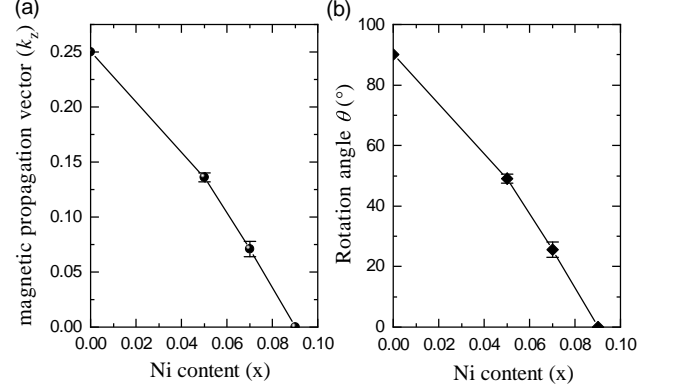 (a)
magnetic propagation vector (k_z)
0.25
0.20
0.15
0.10
0.05
0.00
0.00 0.02 0.04 0.06 0.08 0.10
Ni content (x)
(b)
Rotation angle θ (°)
100
80
60
40
20
0
0.00 0.02 0.04 0.06 0.08 0.10
Ni content (x)